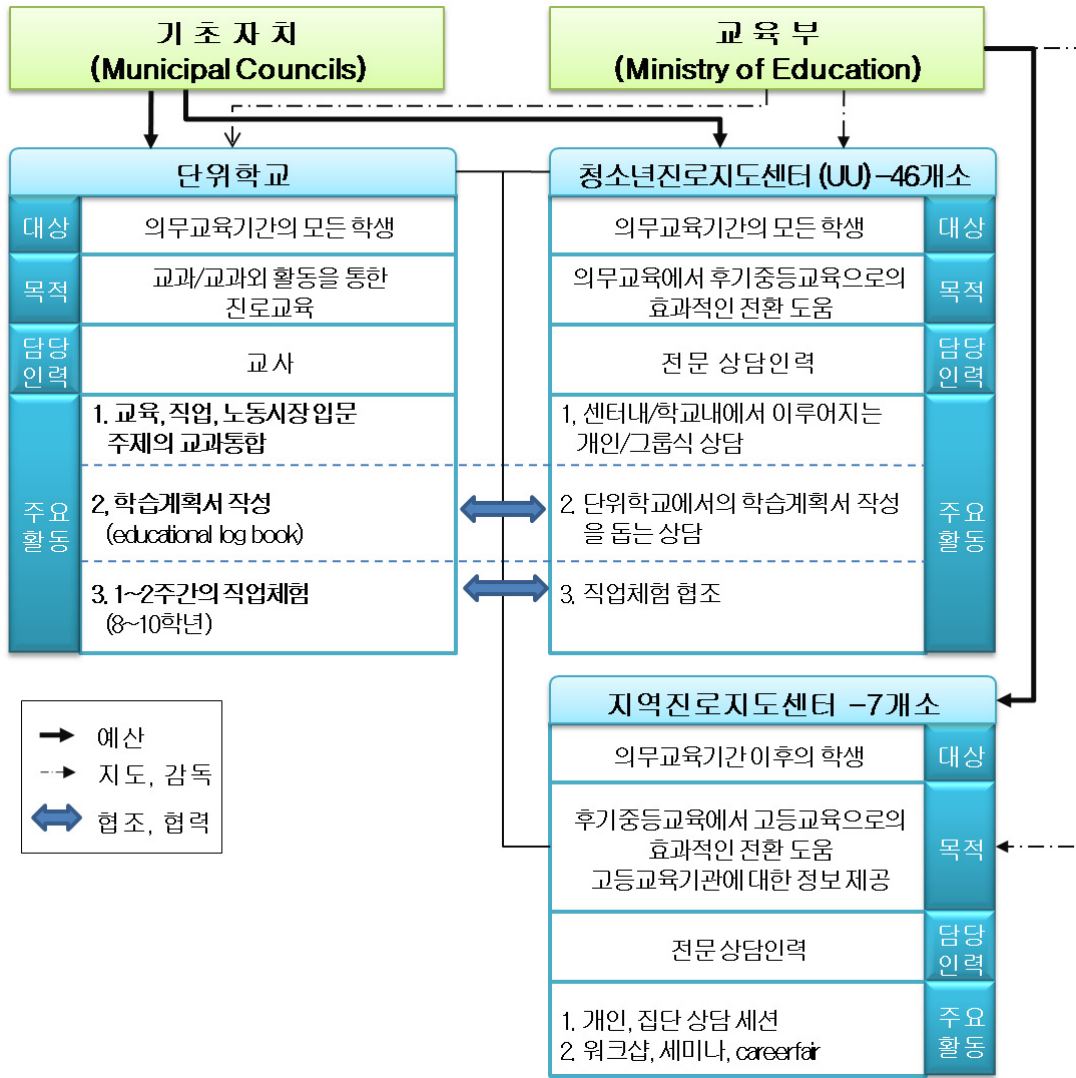 기초자치
(Municipal Councils)
교육부
(Ministry of Education)
단위학교
대상
의무교육기간의 모든 학생
목적
교과/교과외 활동을 통한
진로교육
담당
인력
교사
주요
활동
1. 교육, 직업, 노동시장 입문
주제의 교과통합
2. 학습계획서 작성
(educational log book)
3. 1~2주간의 직업체험
(8~10학년)
청소년진로지도센터 (UU) -46개소
의무교육기간의 모든 학생
대상
의무교육에서 후기중등교육으로의
효과적인 전환 도움
목적
전문 상담인력
담당
인력
1. 센터내/학교내에서 이루어지는
개인/그룹식 상담
2. 단위학교에서의 학습계획서 작성
을 돕는 상담
3. 직업체험 협조
주요
활동
예산
지도, 감독
협조, 협력
지역진로지도센터 -7개소
의무교육기간 이후의 학생
대상
후기중등교육에서 고등교육으로의
효과적인 전환 도움
고등교육기관에 대한 정보 제공
목적
전문상담인력
담당
인력
1. 개인, 집단 상담 세션
2. 워크샵, 세미나, careerfair
주요
활동